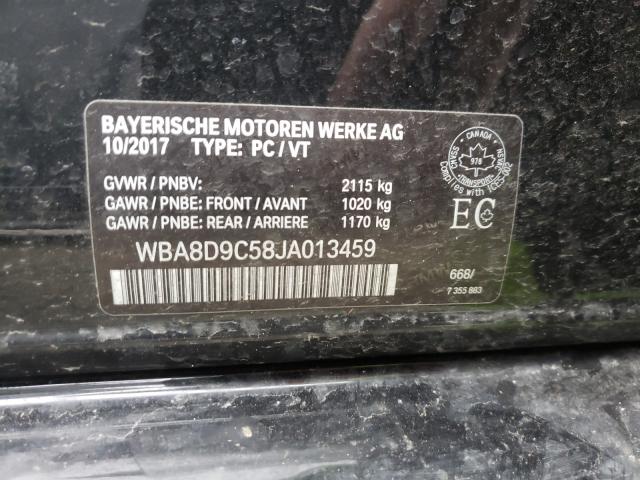 BAYERISCHE MOTOREN WERKE AG
10/2017 TYPE: PC / VT
GVWR / PNBV: 2115 kg
GAWR / PNBE: FRONT / AVANT 1020 kg
GAWR / PNBE: REAR / ARRIERE 1170 kg
WBA8D9C58JA013459
CANADA
978
TRANSPORT
EC
668/
7 355 883